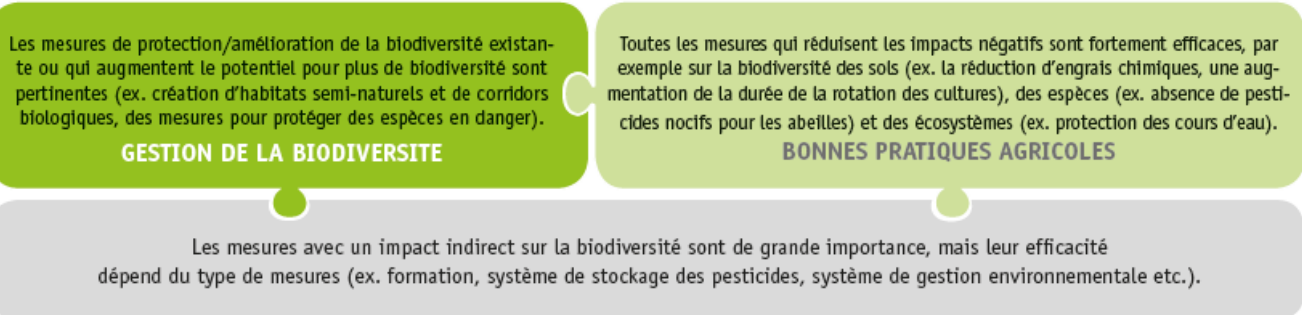 Les mesures de protection/amélioration de la biodiversité existan-
te ou qui augmentent le potentiel pour plus de biodiversité sont
pertinentes (ex. création d'habitats semi-naturels et de corridors
biologiques, des mesures pour protéger des espèces en danger).
GESTION DE LA BIODIVERSITE
Toutes les mesures qui réduisent les impacts négatifs sont fortement efficaces, par
exemple sur la biodiversité des sols (ex. la réduction d'engrais chimiques, une aug-
mentation de la durée de la rotation des cultures), des espèces (ex. absence de pesti-
cides nocifs pour les abeilles) et des écosystèmes (ex. protection des cours d'eau).
BONNES PRATIQUES AGRICOLES
Les mesures avec un impact indirect sur la biodiversité sont de grande importance, mais leur efficacité
dépend du type de mesures (ex. formation, système de stockage des pesticides, système de gestion environnementale etc.).